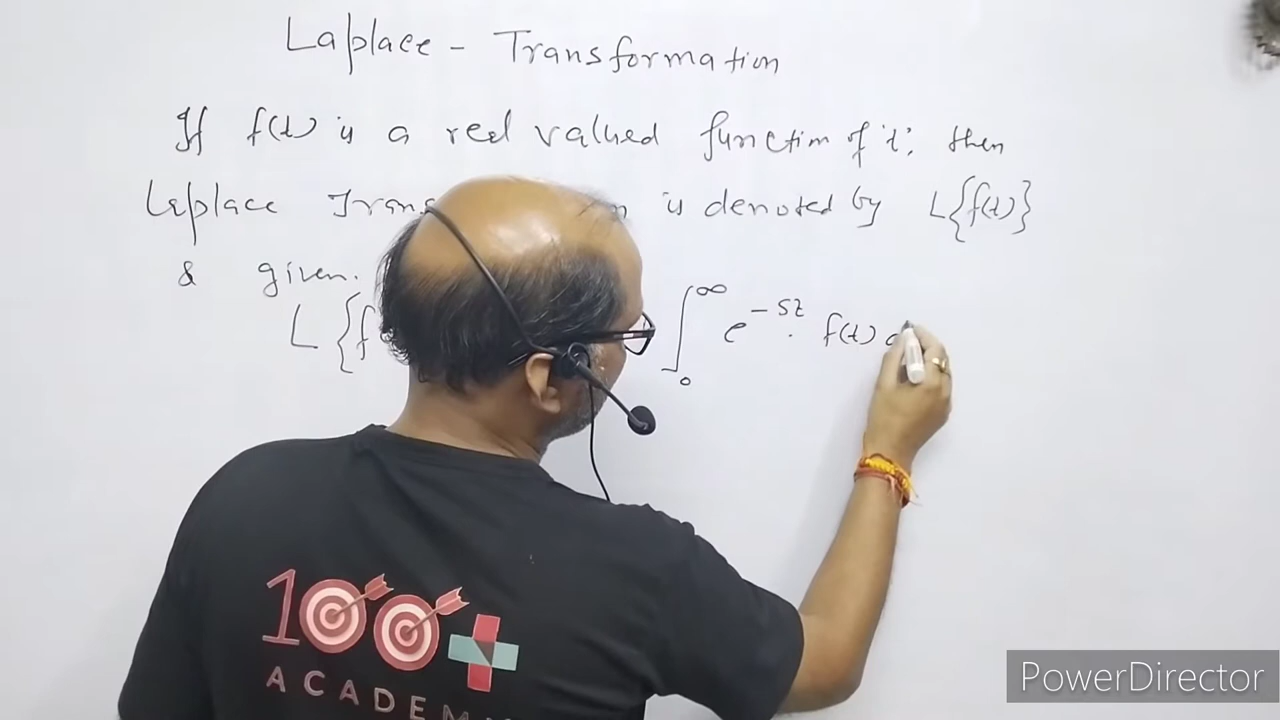 Laplace - Transformation
If f(t) is a real valued function of 't', then
Laplace Trans is denoted by L{f(t)}
& given.
L {f ∫₀^∞ e^{-st} . f(t) d
100+
ACADEM
PowerDirector